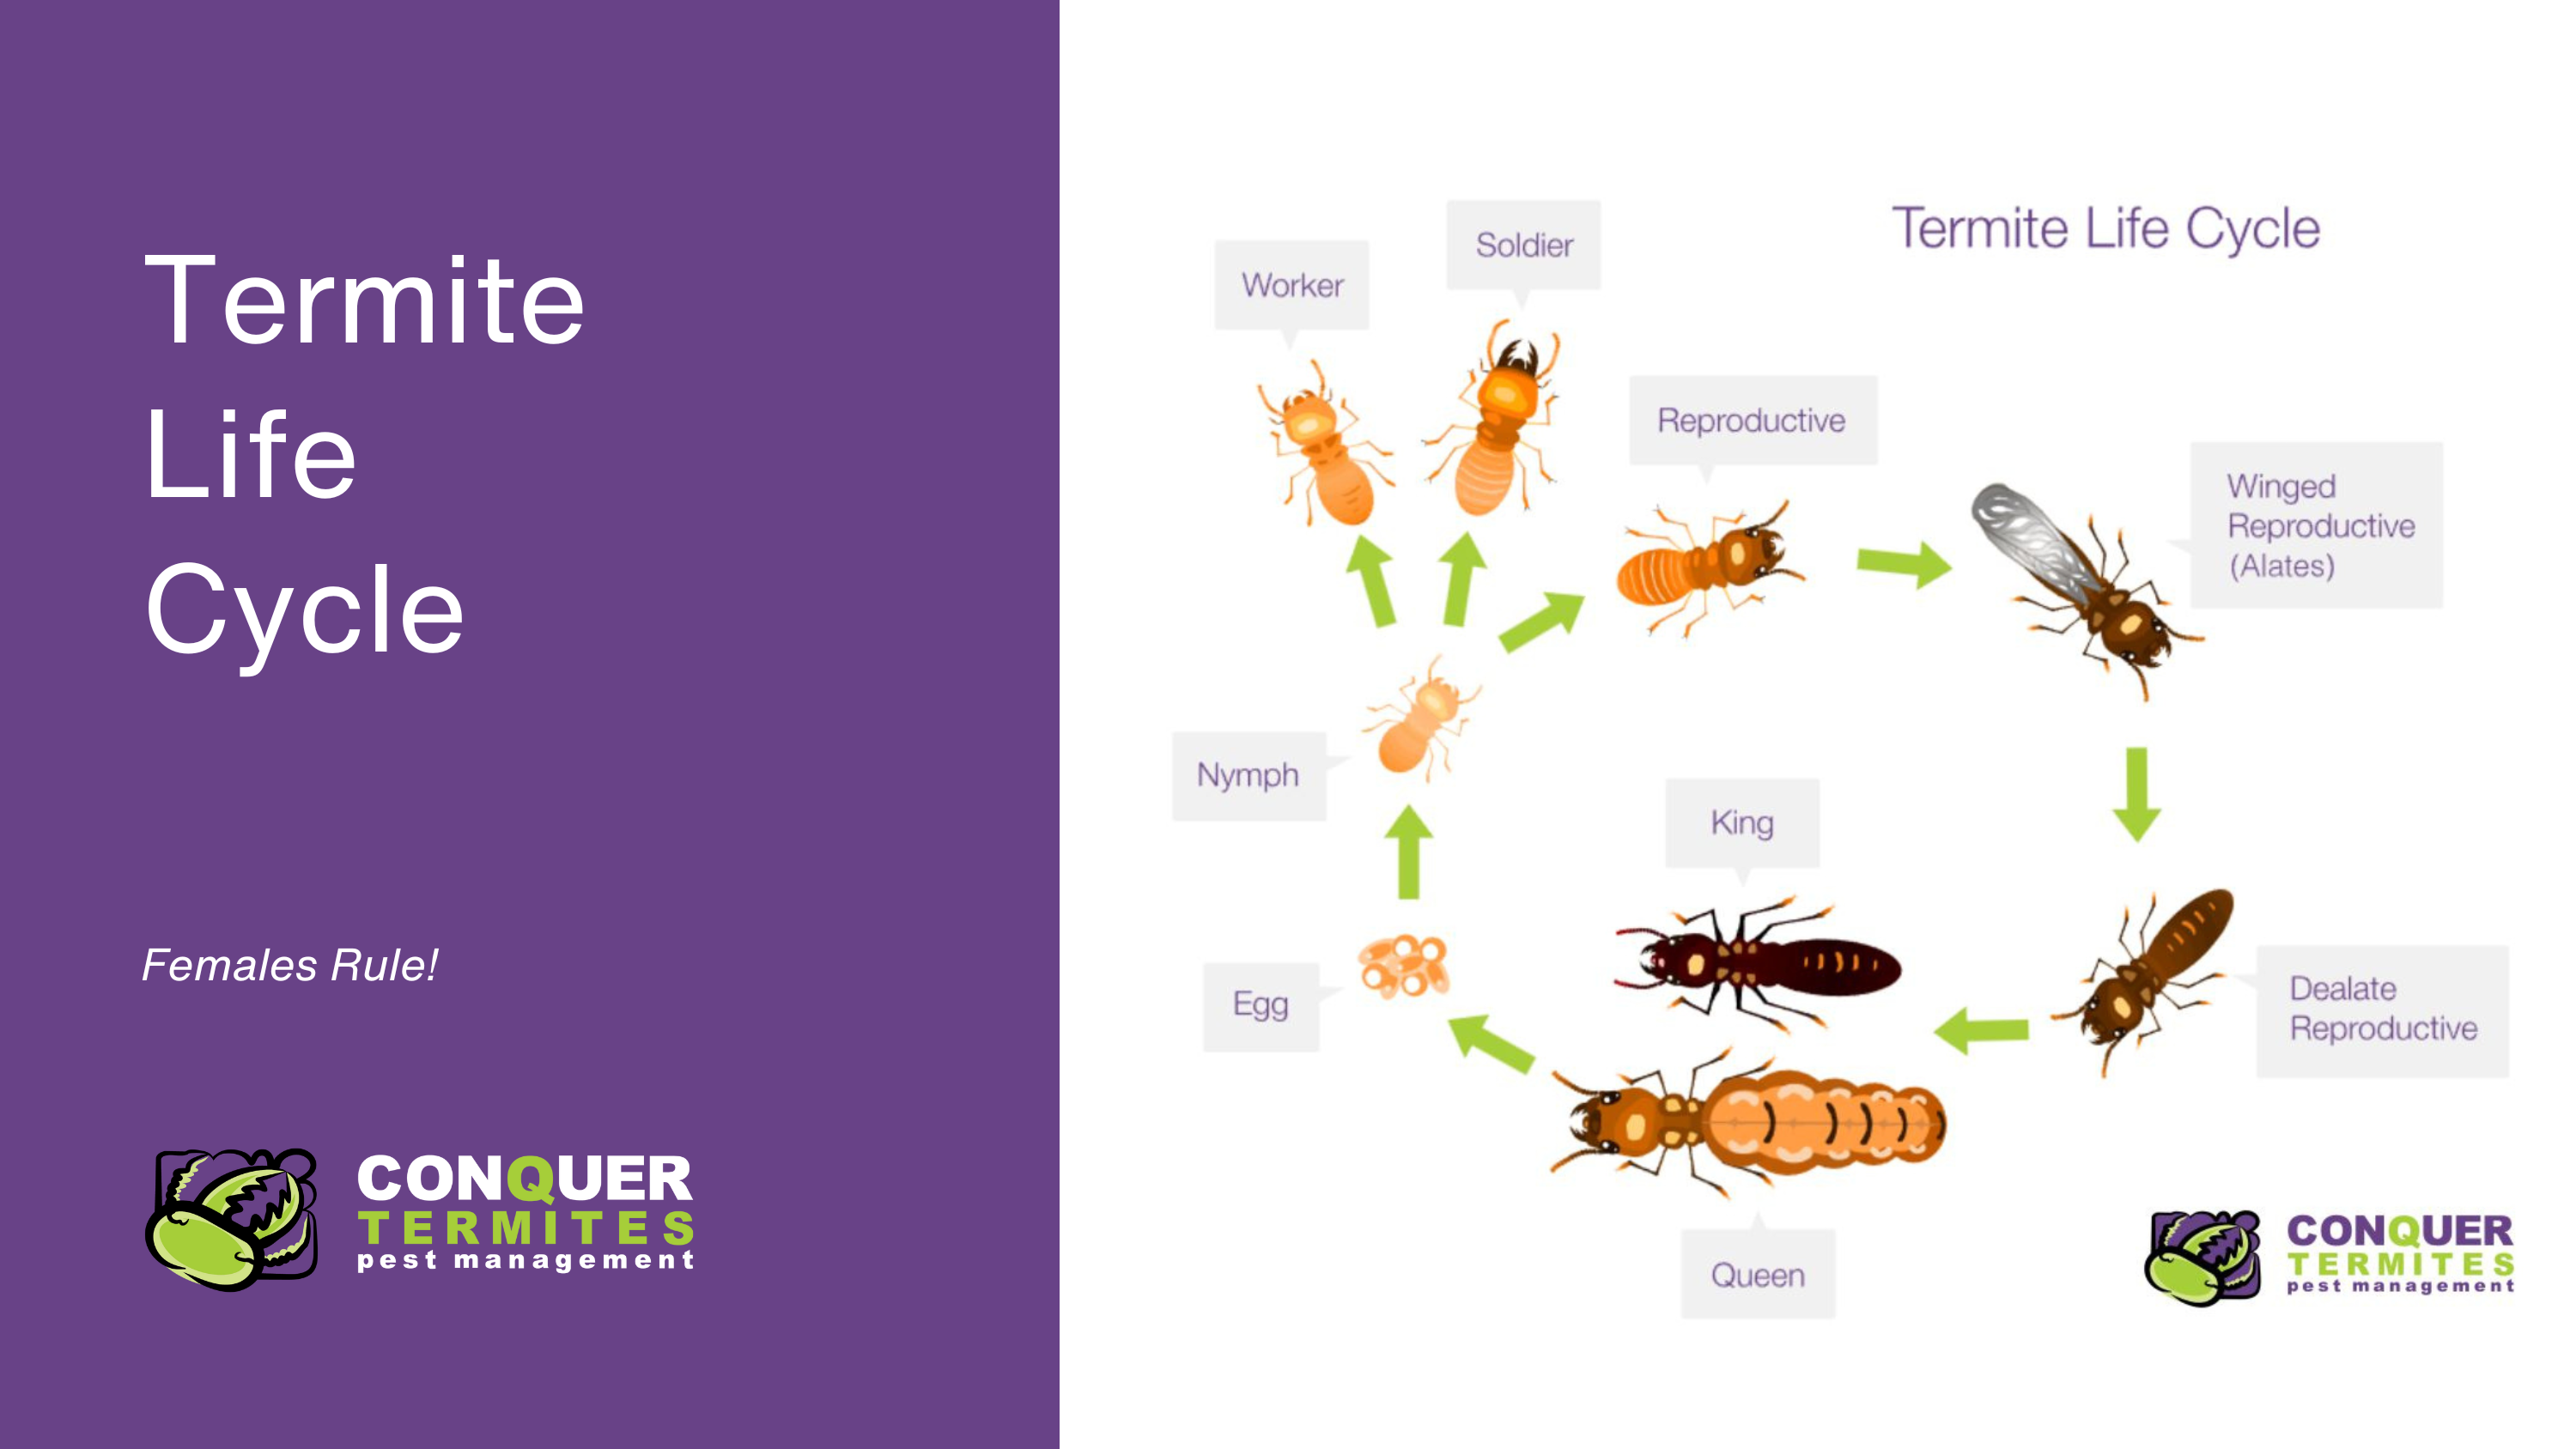 Termite
Life
Cycle
Females Rule!
CONQUER
TERMITES
pest management
Termite Life Cycle
Soldier
Worker
Reproductive
Winged
Reproductive
(Alates)
Nymph
King
Egg
Dealate
Reproductive
Queen
CONQUER
TERMITES
pest management